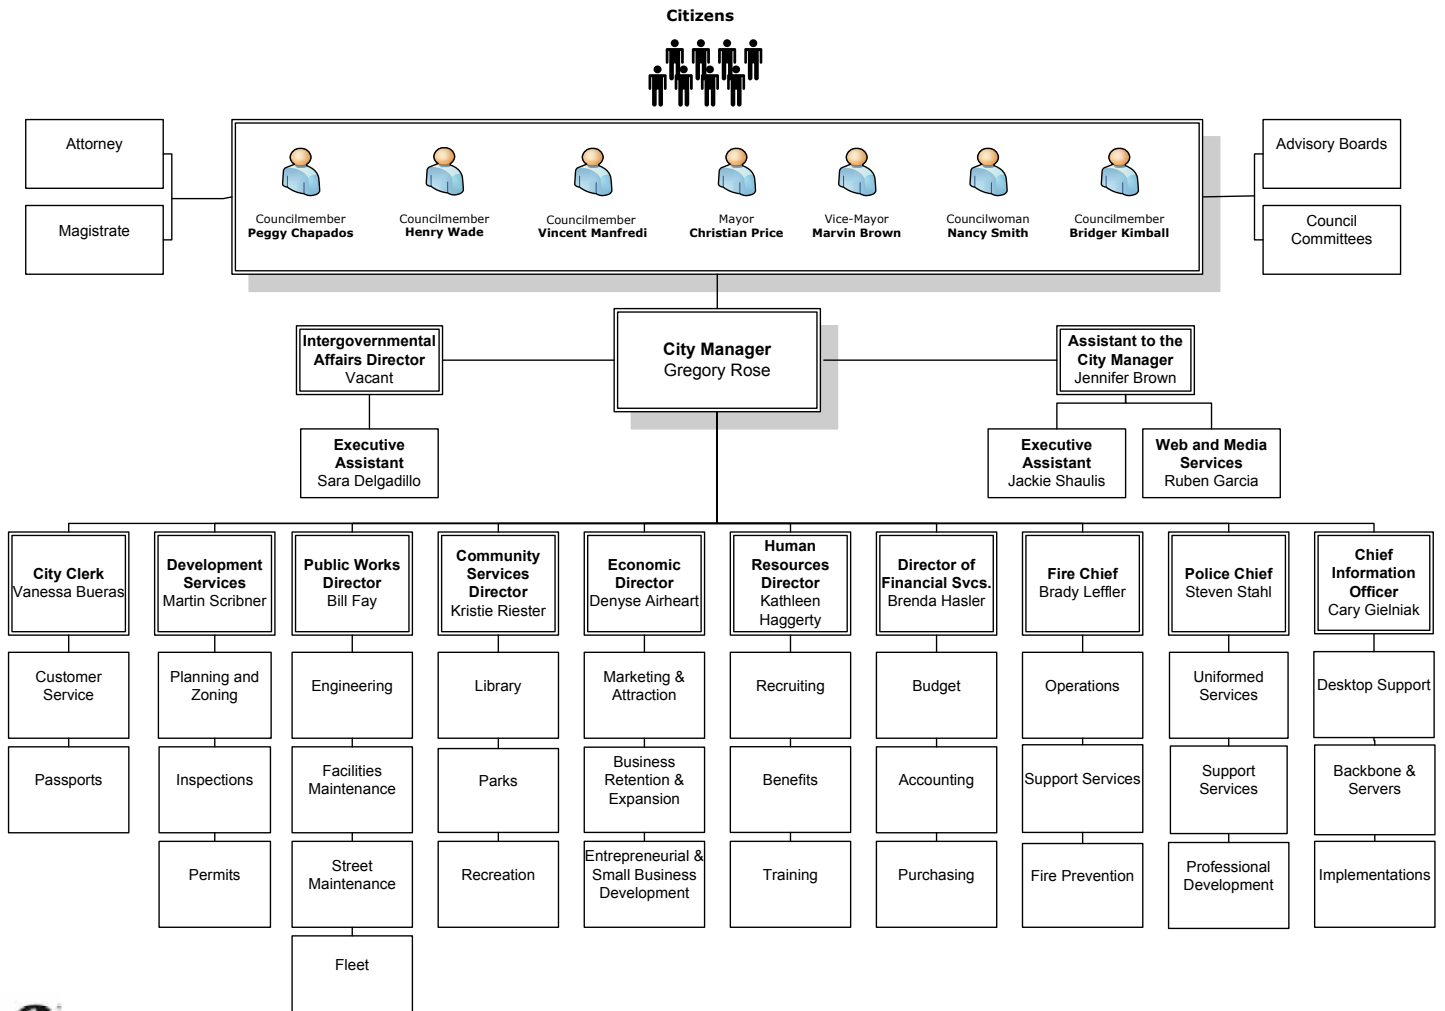 Citizens
Attorney
Magistrate
Councilmember
Peggy Chapados
Councilmember
Henry Wade
Councilmember
Vincent Manfredi
Mayor
Christian Price
Vice-Mayor
Marvin Brown
Councilwoman
Nancy Smith
Councilmember
Bridger Kimball
Advisory Boards
Council
Committees
Intergovernmental
Affairs Director
Vacant
City Manager
Gregory Rose
Assistant to the
City Manager
Jennifer Brown
Executive
Assistant
Sara Delgadillo
Executive
Assistant
Jackie Shaulis
Web and Media
Services
Ruben Garcia
City Clerk
Vanessa Bueras
Customer
Service
Passports
Development
Services
Martin Scribner
Planning and
Zoning
Inspections
Permits
Public Works
Director
Bill Fay
Engineering
Facilities
Maintenance
Street
Maintenance
Fleet
Community
Services
Director
Kristie Riester
Library
Parks
Recreation
Economic
Director
Denyse Airheart
Marketing &
Attraction
Business
Retention &
Expansion
Entrepreneurial &
Small Business
Development
Human
Resources
Director
Kathleen
Haggerty
Recruiting
Benefits
Training
Director of
Financial Svcs.
Brenda Hasler
Budget
Accounting
Purchasing
Fire Chief
Brady Leffler
Operations
Support Services
Fire Prevention
Police Chief
Steven Stahl
Uniformed
Services
Support
Services
Professional
Development
Chief
Information
Officer
Cary Gielniak
Desktop Support
Backbone &
Servers
Implementations